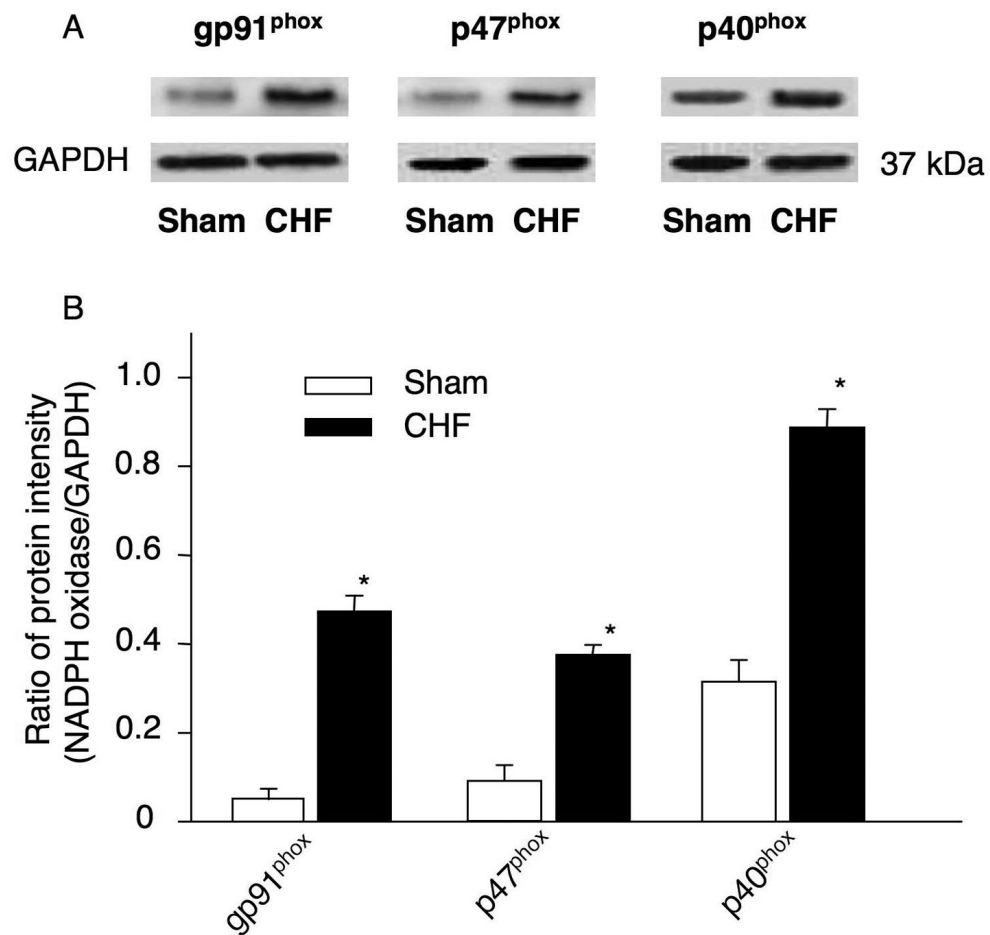 A
gp91phox p47phox p40phox
GAPDH 37 kDa
Sham CHF Sham CHF Sham CHF
B
Ratio of protein intensity
(NADPH oxidase/GAPDH)
1.0
0.8
0.6
0.4
0.2
0
Sham
CHF
* * *
gp91phox p47phox p40phox